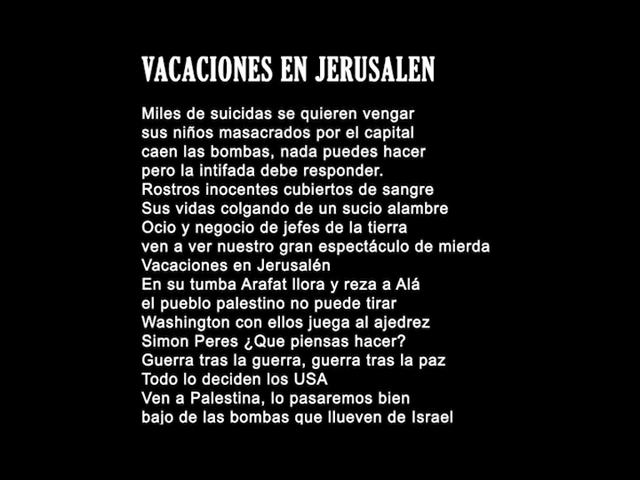 VACACIONES EN JERUSALEN
Miles de suicidas se quieren vengar
sus niños masacrados por el capital
caen las bombas, nada puedes hacer
pero la intifada debe responder.
Rostros inocentes cubiertos de sangre
Sus vidas colgando de un sucio alambre
Ocio y negocio de jefes de la tierra
ven a ver nuestro gran espectáculo de mierda
Vacaciones en Jerusalén
En su tumba Arafat llora y reza a Alá
el pueblo palestino no puede tirar
Washington con ellos juega al ajedrez
Simon Peres ¿Que piensas hacer?
Guerra tras la guerra, guerra tras la paz
Todo lo deciden los USA
Ven a Palestina, lo pasaremos bien
bajo de las bombas que llueven de Israel